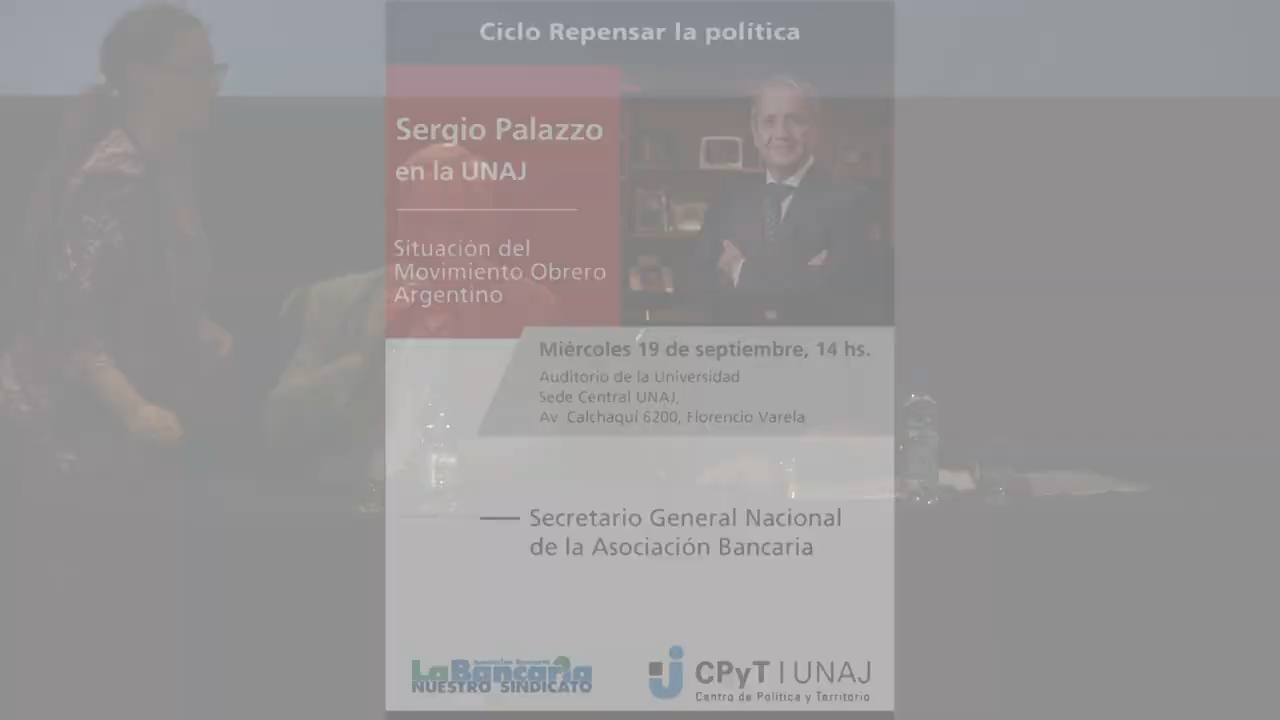 Ciclo Repensar la política
Sergio Palazzo
en la UNAJ
Situación del
Movimiento Obrero
Argentino
Miércoles 19 de septiembre, 14 hs.
Auditorio de la Universidad
Sede Central UNAJ,
Av. Calchaquí 6200, Florencio Varela
Secretario General Nacional
de la Asociación Bancaria
LaBancaria
NUESTRO SINDICATO
CPyT | UNAJ
Centro de Política y Territorio